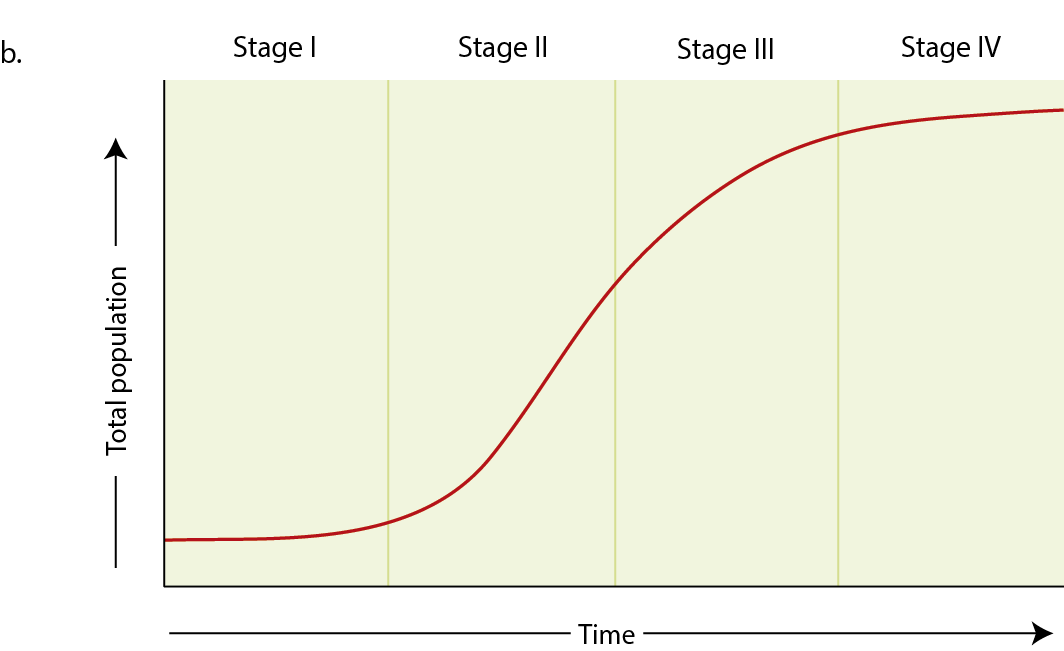 b.
Stage I
Stage II
Stage III
Stage IV
Total population
Time